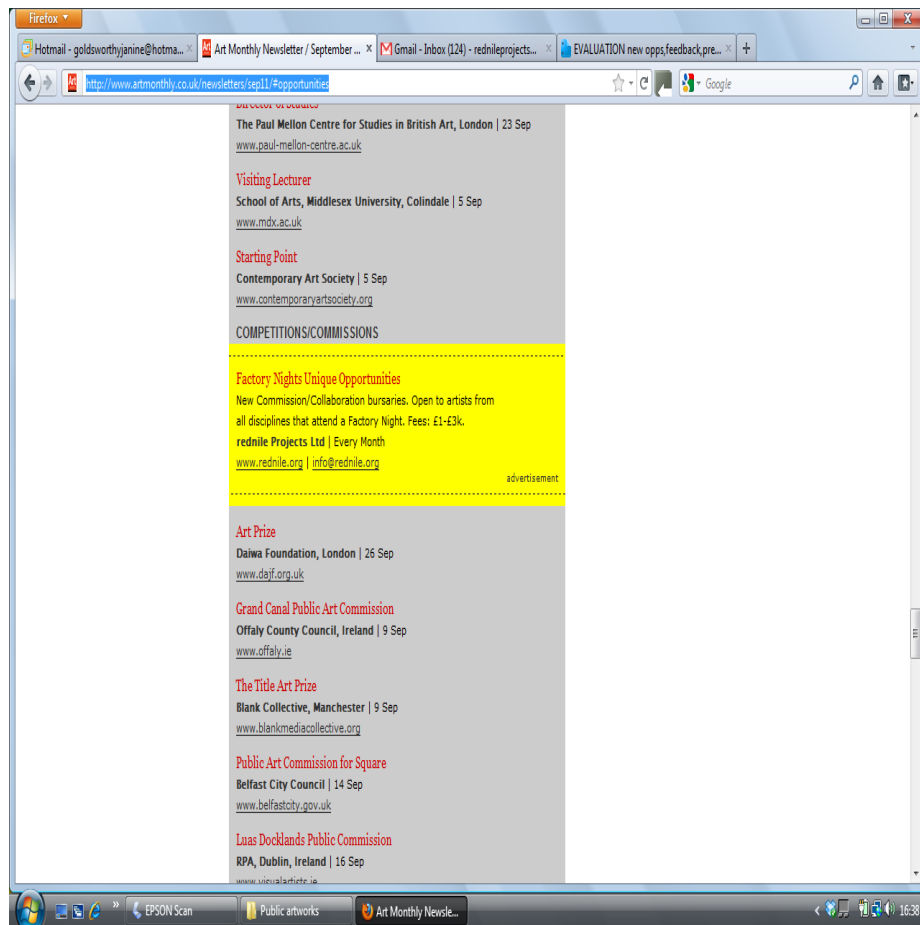 Firefox
Hotmail - goldsworthyjanine@hotma...
Art Monthly Newsletter / September ...
Gmail - Inbox (124) - rednileprojects...
EVALUATION new opps,feedback,pre...
http://www.artmonthly.co.uk/newsletters/sep11/#opportunities
Google
Director of Studies
The Paul Mellon Centre for Studies in British Art, London | 23 Sep
www.paul-mellon-centre.ac.uk
Visiting Lecturer
School of Arts, Middlesex University, Colindale | 5 Sep
www.mdx.ac.uk
Starting Point
Contemporary Art Society | 5 Sep
www.contemporaryartsociety.org
COMPETITIONS/COMMISSIONS
Factory Nights Unique Opportunities
New Commission/Collaboration bursaries. Open to artists from
all disciplines that attend a Factory Night. Fees: £1-£3k.
rednile Projects Ltd | Every Month
www.rednile.org | info@rednile.org
advertisement
Art Prize
Daiwa Foundation, London | 26 Sep
www.dajf.org.uk
Grand Canal Public Art Commission
Offaly County Council, Ireland | 9 Sep
www.offaly.ie
The Title Art Prize
Blank Collective, Manchester | 9 Sep
www.blankmediacollective.org
Public Art Commission for Square
Belfast City Council | 14 Sep
www.belfastcity.gov.uk
Luas Docklands Public Commission
RPA, Dublin, Ireland | 16 Sep
www.visualartists.ie
EPSON Scan
Public artworks
Art Monthly Newsle...
16:38